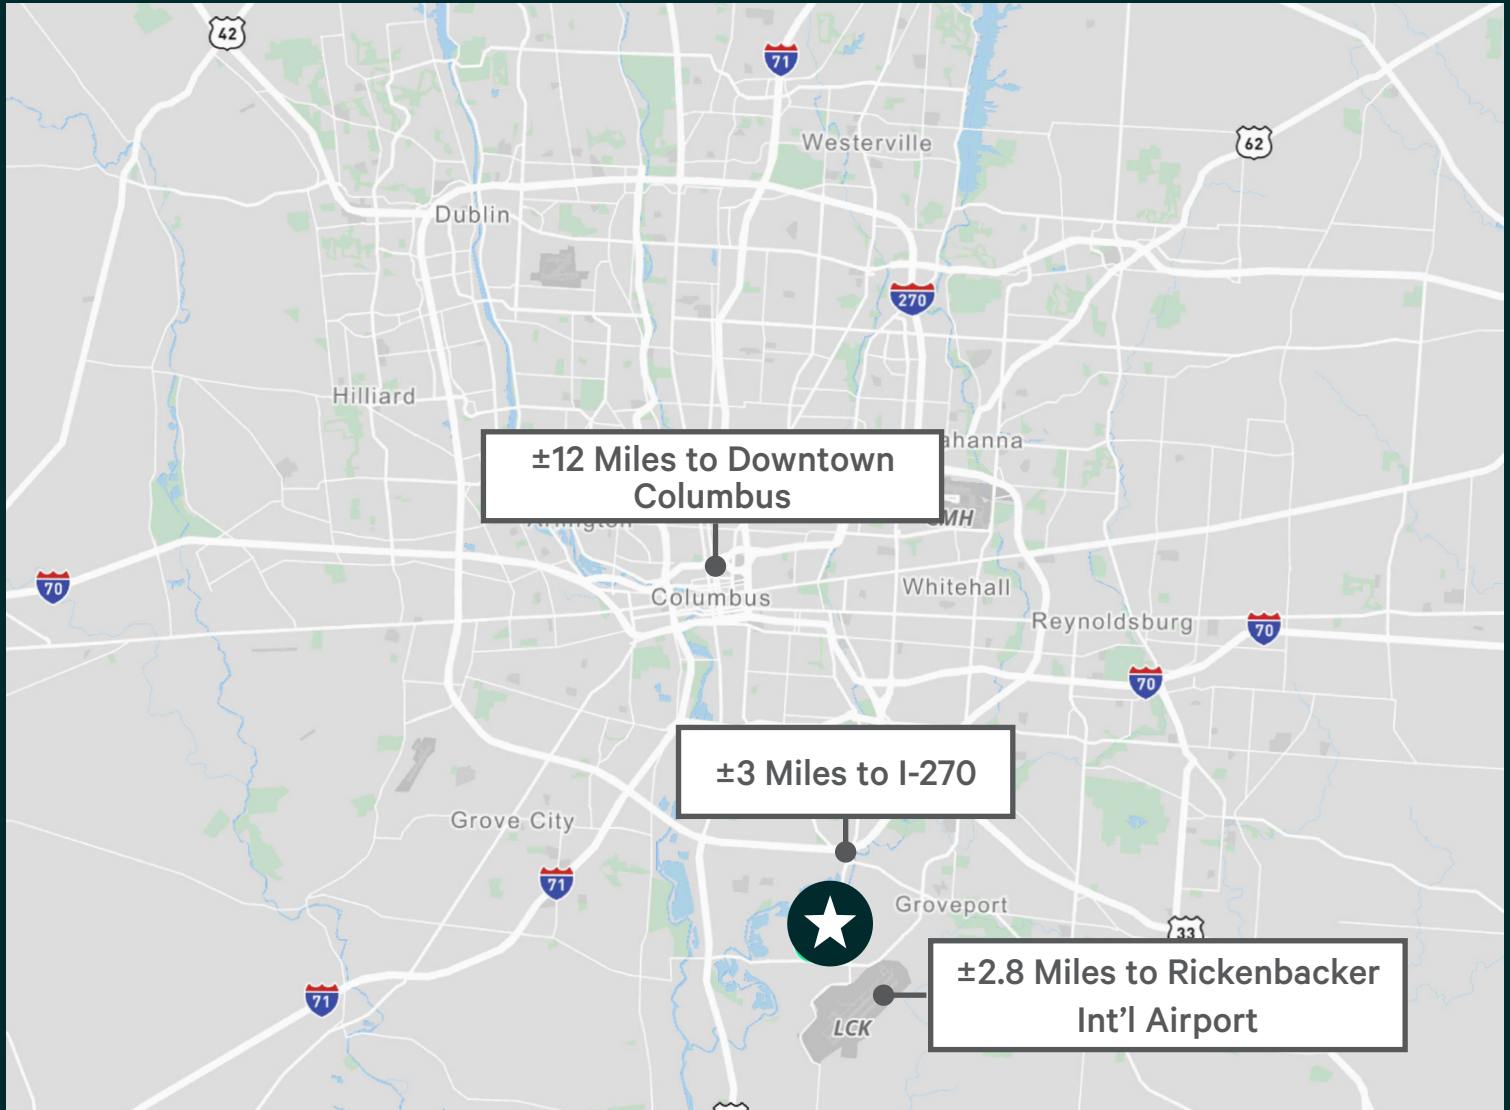 42
71
Westerville
62
Dublin
270
Hilliard
±12 Miles to Downtown
Columbus
70
Columbus
Whitehall
Reynoldsburg
70
70
±3 Miles to I-270
Grove City
71
Groveport
33
±2.8 Miles to Rickenbacker
Int'l Airport
71
LCK